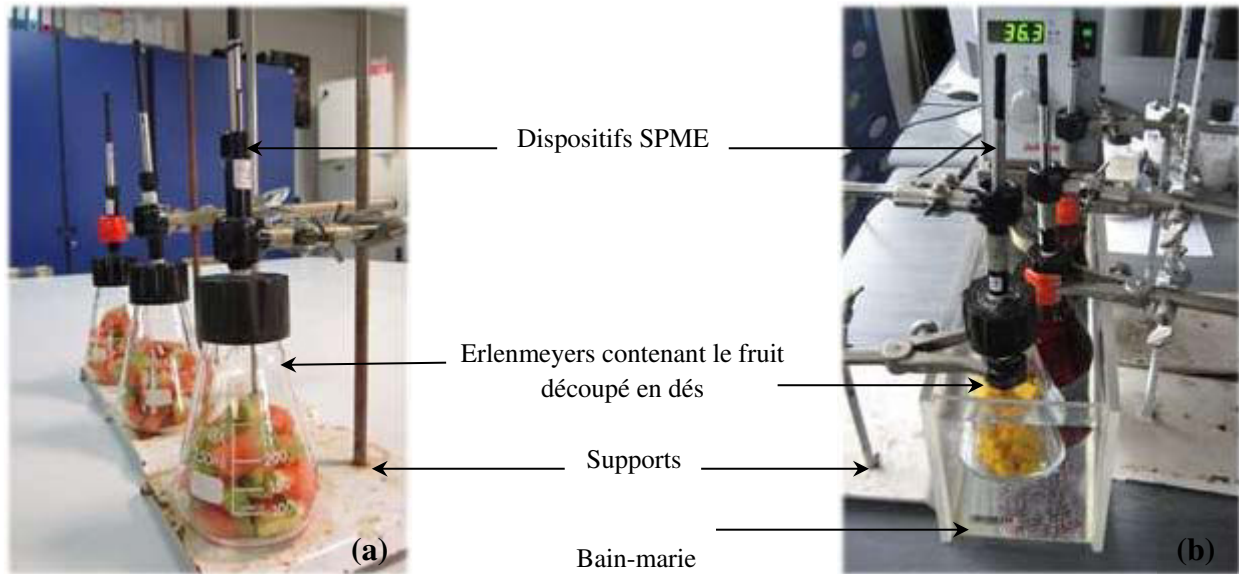 36.3
Dispositifs SPME
Erlenmeyers contenant le fruit
découpé en dés
Supports
Bain-marie
(a)
(b)